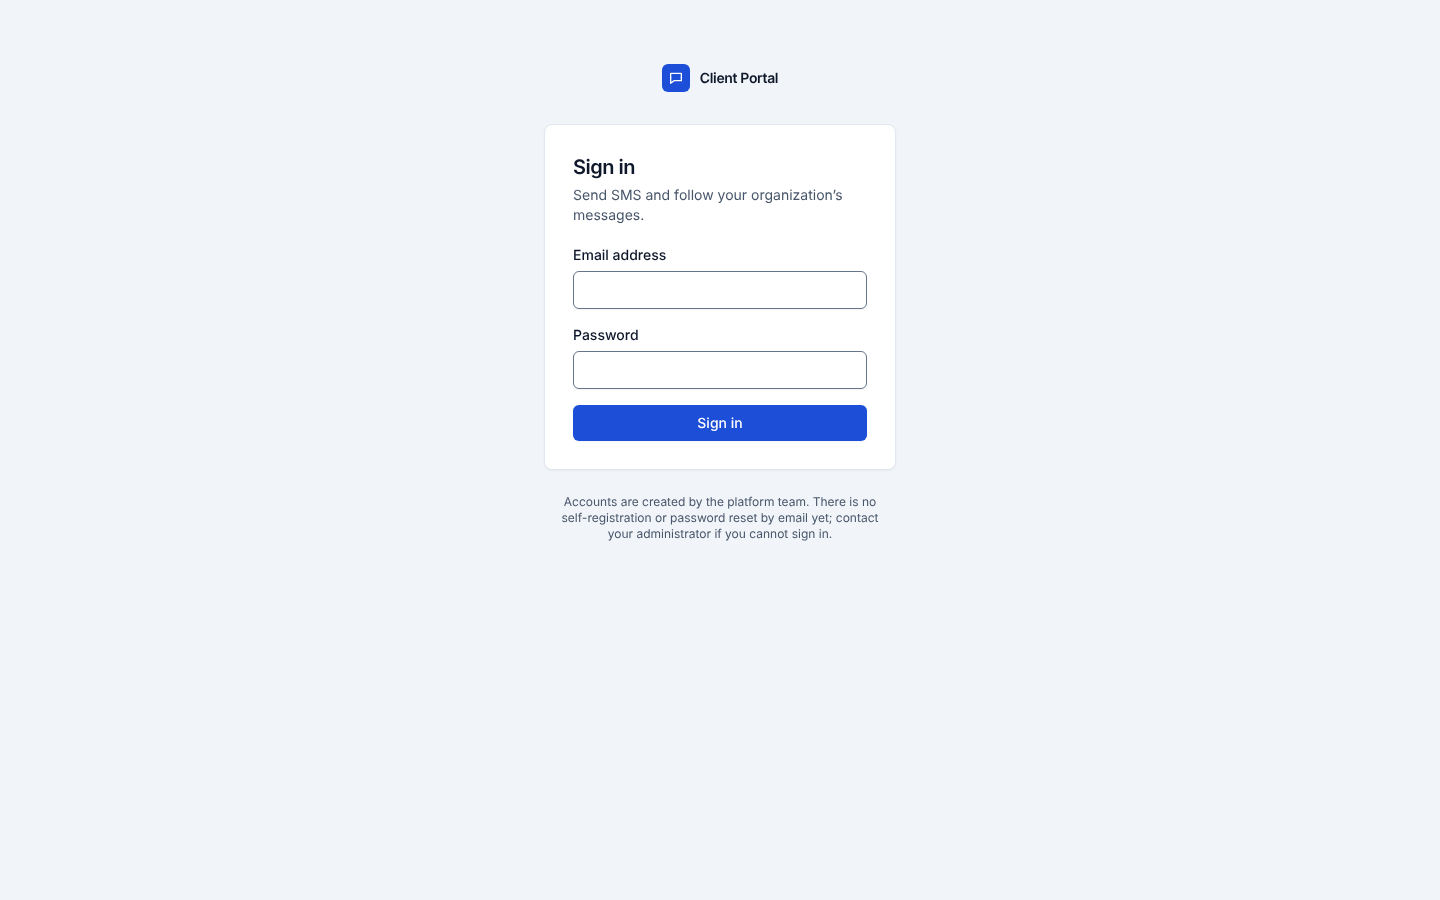 Client Portal
Sign in
Send SMS and follow your organization’s
messages.
Email address
Password
Sign in
Accounts are created by the platform team. There is no
self-registration or password reset by email yet; contact
your administrator if you cannot sign in.